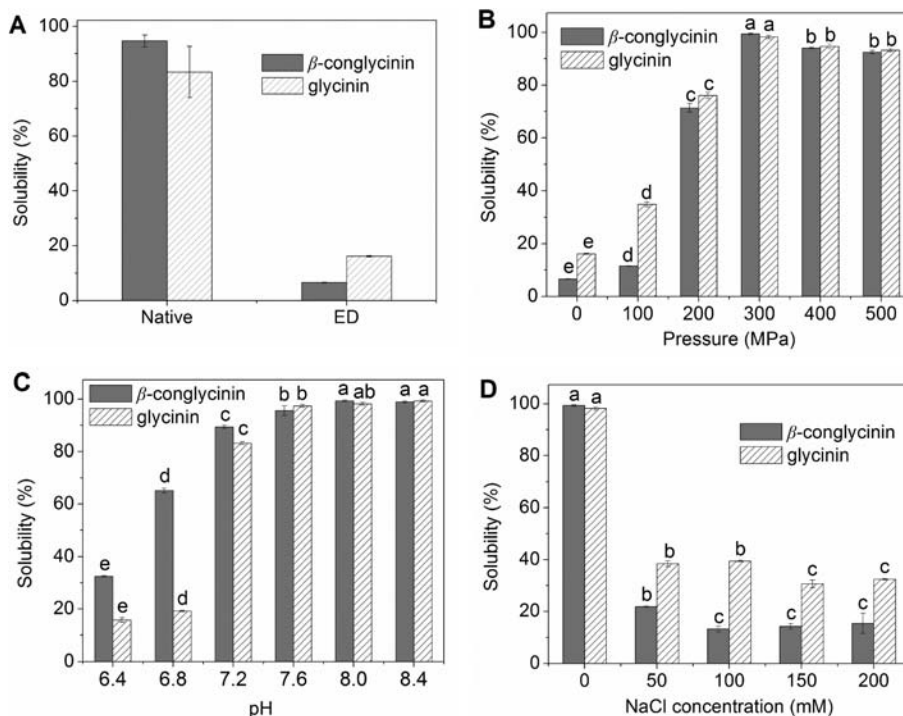 A
100
80
60
40
20
0
Solubility (%)
β-conglycinin
glycinin
Native
ED
B
100
80
60
40
20
0
Solubility (%)
β-conglycinin
glycinin
e e
d d
c c
a a
b b
b b
0 100 200 300 400 500
Pressure (MPa)
C
100
80
60
40
20
0
Solubility (%)
β-conglycinin
glycinin
e e
d d
c c
b b
a ab
a a
6.4 6.8 7.2 7.6 8.0 8.4
pH
D
100
80
60
40
20
0
Solubility (%)
β-conglycinin
glycinin
a a
b b
c b
c c
c c
0 50 100 150 200
NaCl concentration (mM)